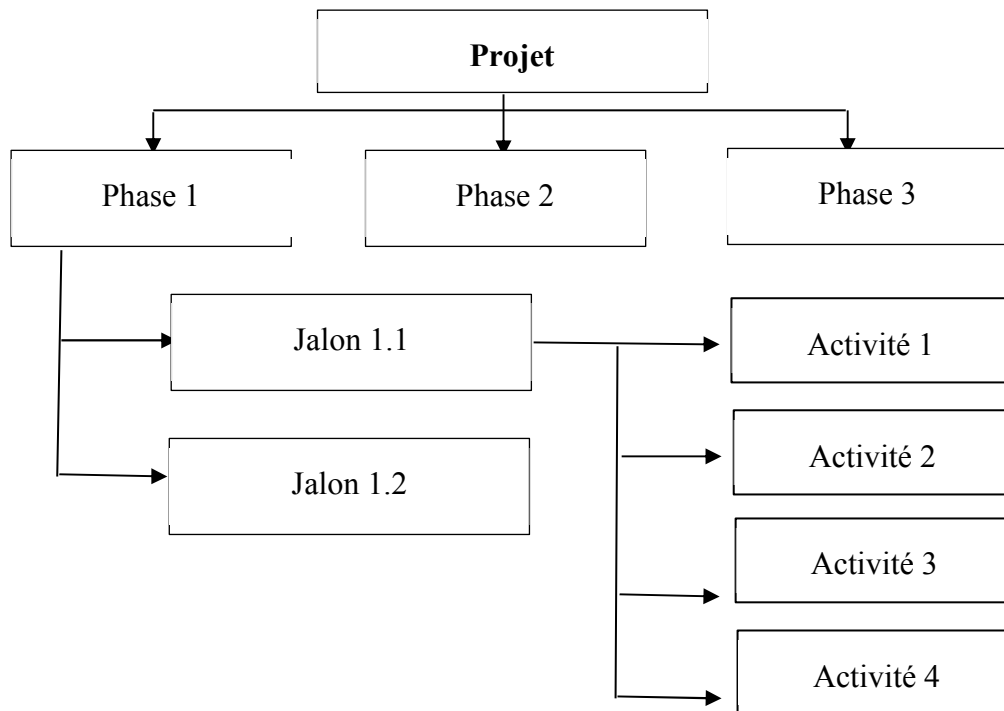 Projet
Phase 1
Phase 2
Phase 3
Jalon 1.1
Activité 1
Activité 2
Jalon 1.2
Activité 3
Activité 4